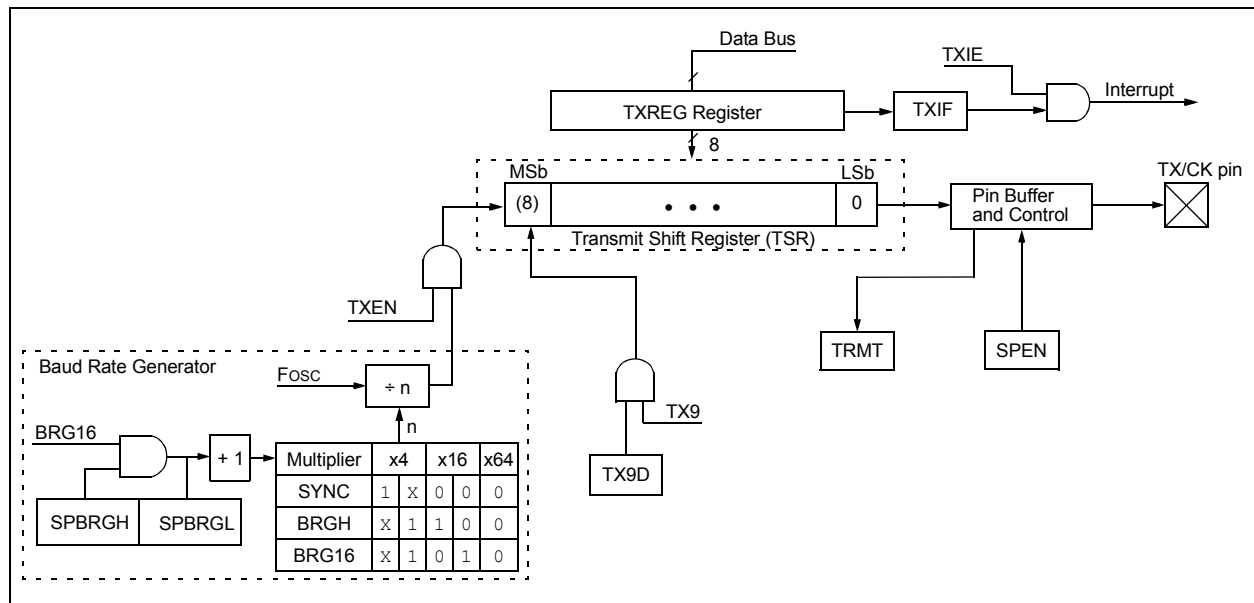 Data Bus
TXIE
Interrupt
TXREG Register
TXIF
8
MSb
LSb
(8)
• • •
0
Transmit Shift Register (TSR)
Pin Buffer
and Control
TX/CK pin
TXEN
TRMT
SPEN
Baud Rate Generator
FOSC
÷ n
n
TX9
TX9D
BRG16
+ 1
SPBRGH SPBRGL
Multiplier x4 x16 x64
SYNC 1 X 0 0 0
BRGH X 1 1 0 0
BRG16 X 1 0 1 0